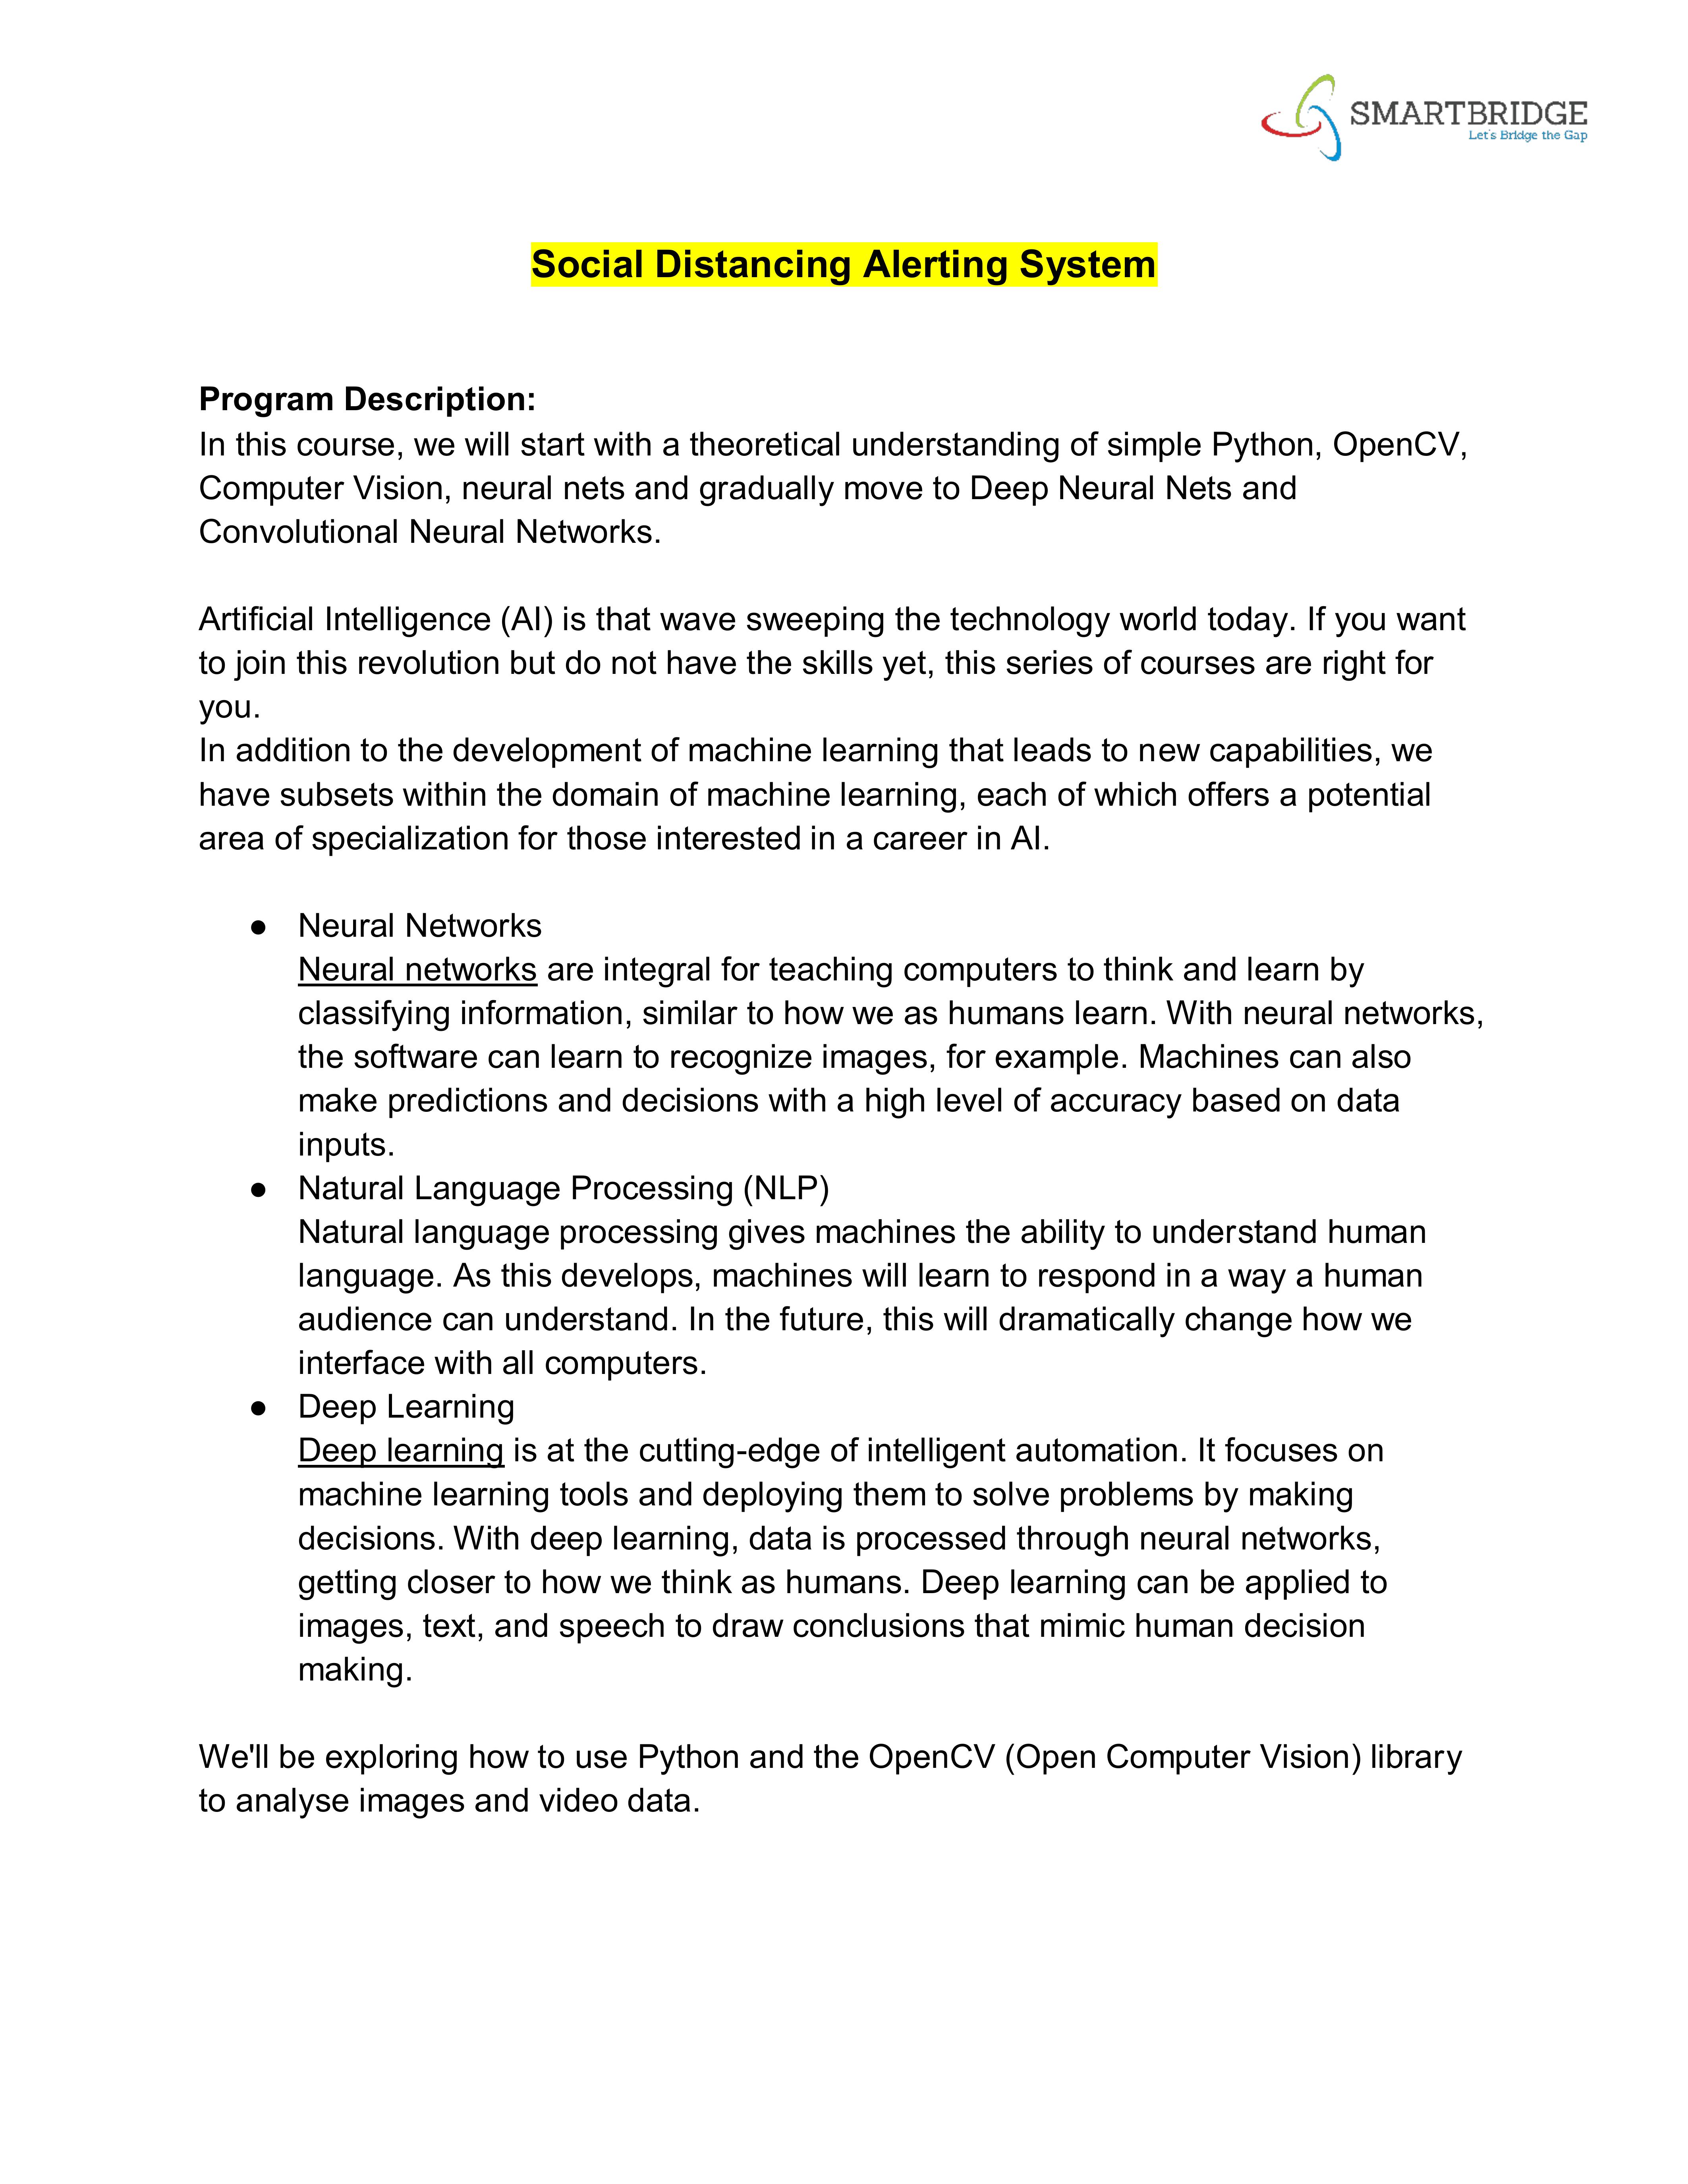 SMARTBRIDGE
Let's Bridge the Gap
Social Distancing Alerting System
Program Description:
In this course, we will start with a theoretical understanding of simple Python, OpenCV,
Computer Vision, neural nets and gradually move to Deep Neural Nets and
Convolutional Neural Networks.
Artificial Intelligence (AI) is that wave sweeping the technology world today. If you want
to join this revolution but do not have the skills yet, this series of courses are right for
you.
In addition to the development of machine learning that leads to new capabilities, we
have subsets within the domain of machine learning, each of which offers a potential
area of specialization for those interested in a career in AI.
● Neural Networks
Neural networks are integral for teaching computers to think and learn by
classifying information, similar to how we as humans learn. With neural networks,
the software can learn to recognize images, for example. Machines can also
make predictions and decisions with a high level of accuracy based on data
inputs.
● Natural Language Processing (NLP)
Natural language processing gives machines the ability to understand human
language. As this develops, machines will learn to respond in a way a human
audience can understand. In the future, this will dramatically change how we
interface with all computers.
● Deep Learning
Deep learning is at the cutting-edge of intelligent automation. It focuses on
machine learning tools and deploying them to solve problems by making
decisions. With deep learning, data is processed through neural networks,
getting closer to how we think as humans. Deep learning can be applied to
images, text, and speech to draw conclusions that mimic human decision
making.
We'll be exploring how to use Python and the OpenCV (Open Computer Vision) library
to analyse images and video data.